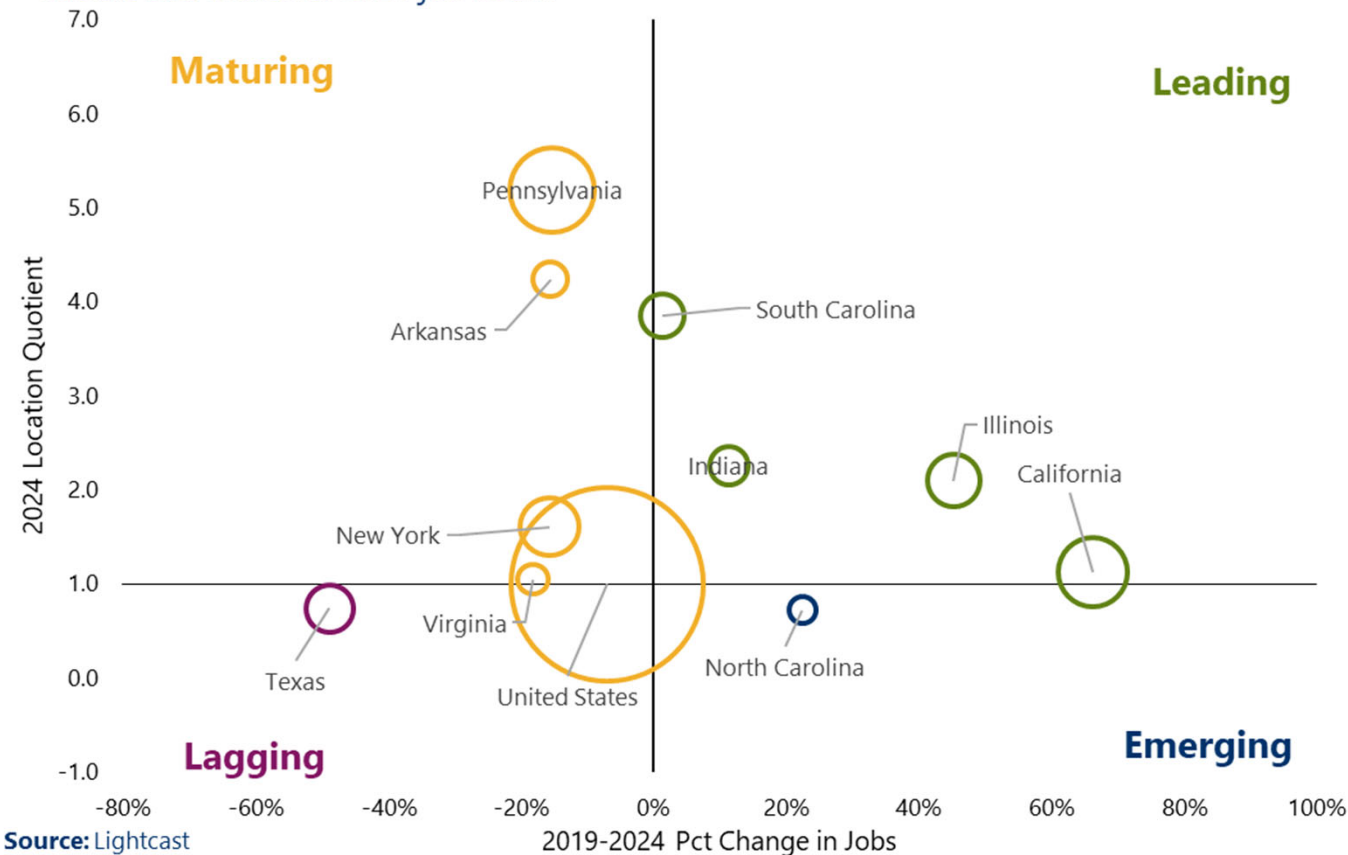 7.0
Maturing
Leading
6.0
Pennsylvania
5.0
2024 Location Quotient
4.0
South Carolina
Arkansas
3.0
Illinois
Indiana
California
2.0
New York
1.0
Virginia
North Carolina
Texas
0.0
United States
Emerging
Lagging
-1.0
-80% -60% -40% -20% 0% 20% 40% 60% 80% 100%
Source: Lightcast
2019-2024 Pct Change in Jobs